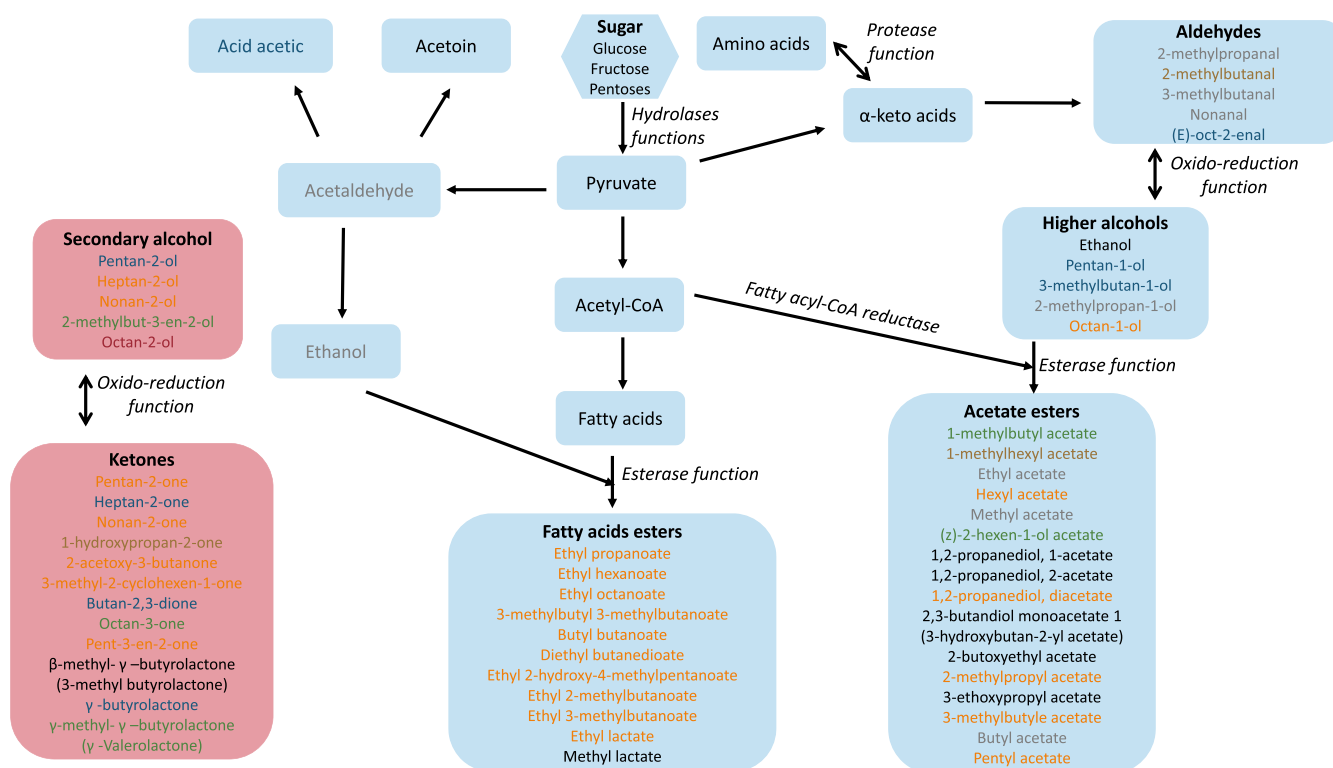 Acid acetic
Acetoin
Sugar
Glucose
Fructose
Pentoses
Amino acids
Protease
function
Aldehydes
2-methylpropanal
2-methylbutanal
3-methylbutanal
Nonanal
(E)-oct-2-enal
Hydrolases
functions
α-keto acids
Acetaldehyde
Pyruvate
Oxido-reduction
function
Secondary alcohol
Pentan-2-ol
Heptan-2-ol
Nonan-2-ol
2-methylbut-3-en-2-ol
Octan-2-ol
Higher alcohols
Ethanol
Pentan-1-ol
3-methylbutan-1-ol
2-methylpropan-1-ol
Octan-1-ol
Acetyl-CoA
Fatty acyl-CoA reductase
Ethanol
Esterase function
Oxido-reduction
function
Fatty acids
Esterase function
Ketones
Pentan-2-one
Heptan-2-one
Nonan-2-one
1-hydroxypropan-2-one
2-acetoxy-3-butanone
3-methyl-2-cyclohexen-1-one
Butan-2,3-dione
Octan-3-one
Pent-3-en-2-one
β-methyl- γ –butyrolactone
(3-methyl butyrolactone)
γ -butyrolactone
γ-methyl- γ –butyrolactone
(γ -Valerolactone)
Fatty acids esters
Ethyl propanoate
Ethyl hexanoate
Ethyl octanoate
3-methylbutyl 3-methylbutanoate
Butyl butanoate
Diethyl butanedioate
Ethyl 2-hydroxy-4-methylpentanoate
Ethyl 2-methylbutanoate
Ethyl 3-methylbutanoate
Ethyl lactate
Methyl lactate
Acetate esters
1-methylbutyl acetate
1-methylhexyl acetate
Ethyl acetate
Hexyl acetate
Methyl acetate
(z)-2-hexen-1-ol acetate
1,2-propanediol, 1-acetate
1,2-propanediol, 2-acetate
1,2-propanediol, diacetate
2,3-butandiol monoacetate 1
(3-hydroxybutan-2-yl acetate)
2-butoxyethyl acetate
2-methylpropyl acetate
3-ethoxypropyl acetate
3-methylbutyle acetate
Butyl acetate
Pentyl acetate